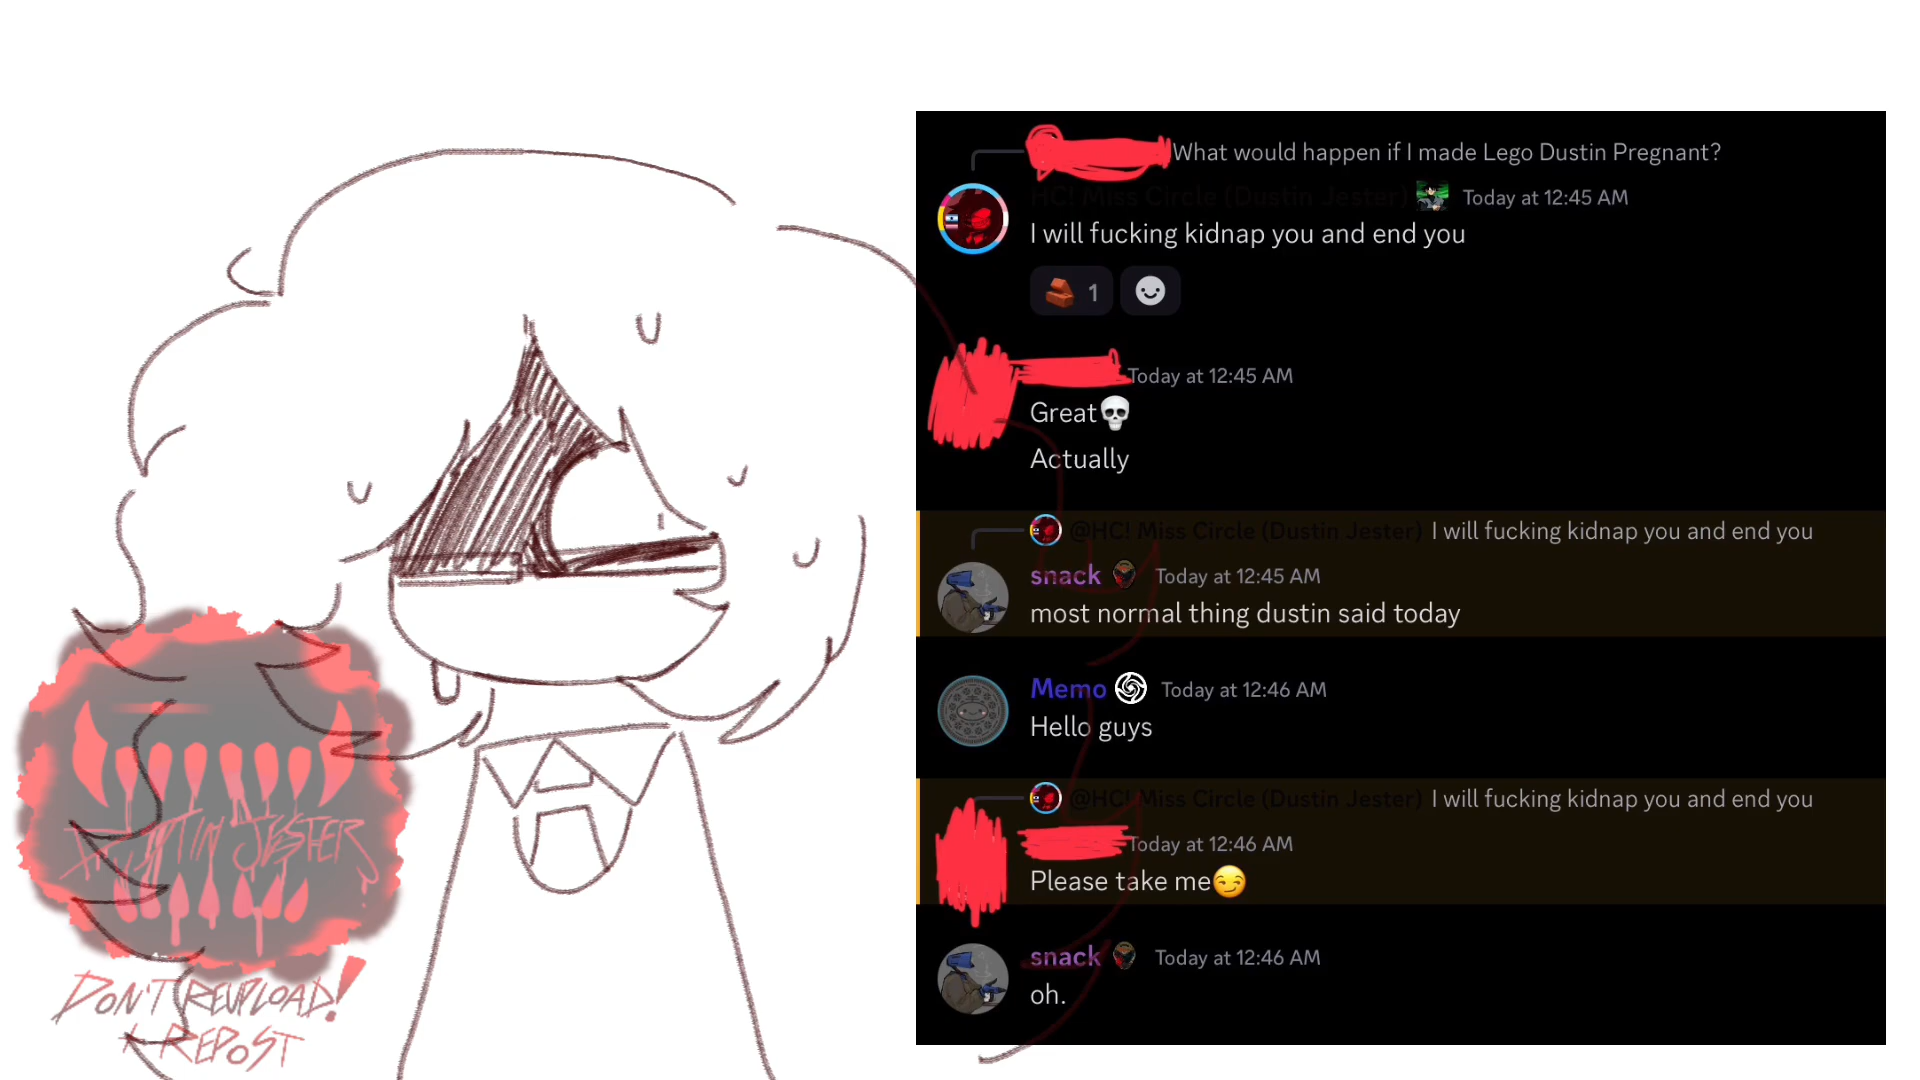 What would happen if I made Lego Dustin Pregnant?
HC! Miss Circle (Dustin Jester) Today at 12:45 AM
I will fucking kidnap you and end you
1
Today at 12:45 AM
Great💀
Actually
@HC! Miss Circle (Dustin Jester) I will fucking kidnap you and end you
snack Today at 12:45 AM
most normal thing dustin said today
Memo Today at 12:46 AM
Hello guys
@HC! Miss Circle (Dustin Jester) I will fucking kidnap you and end you
Today at 12:46 AM
Please take me😏
snack Today at 12:46 AM
oh.
DUSTIN JESTER
DON'T REUPLOAD!
+ REPOST